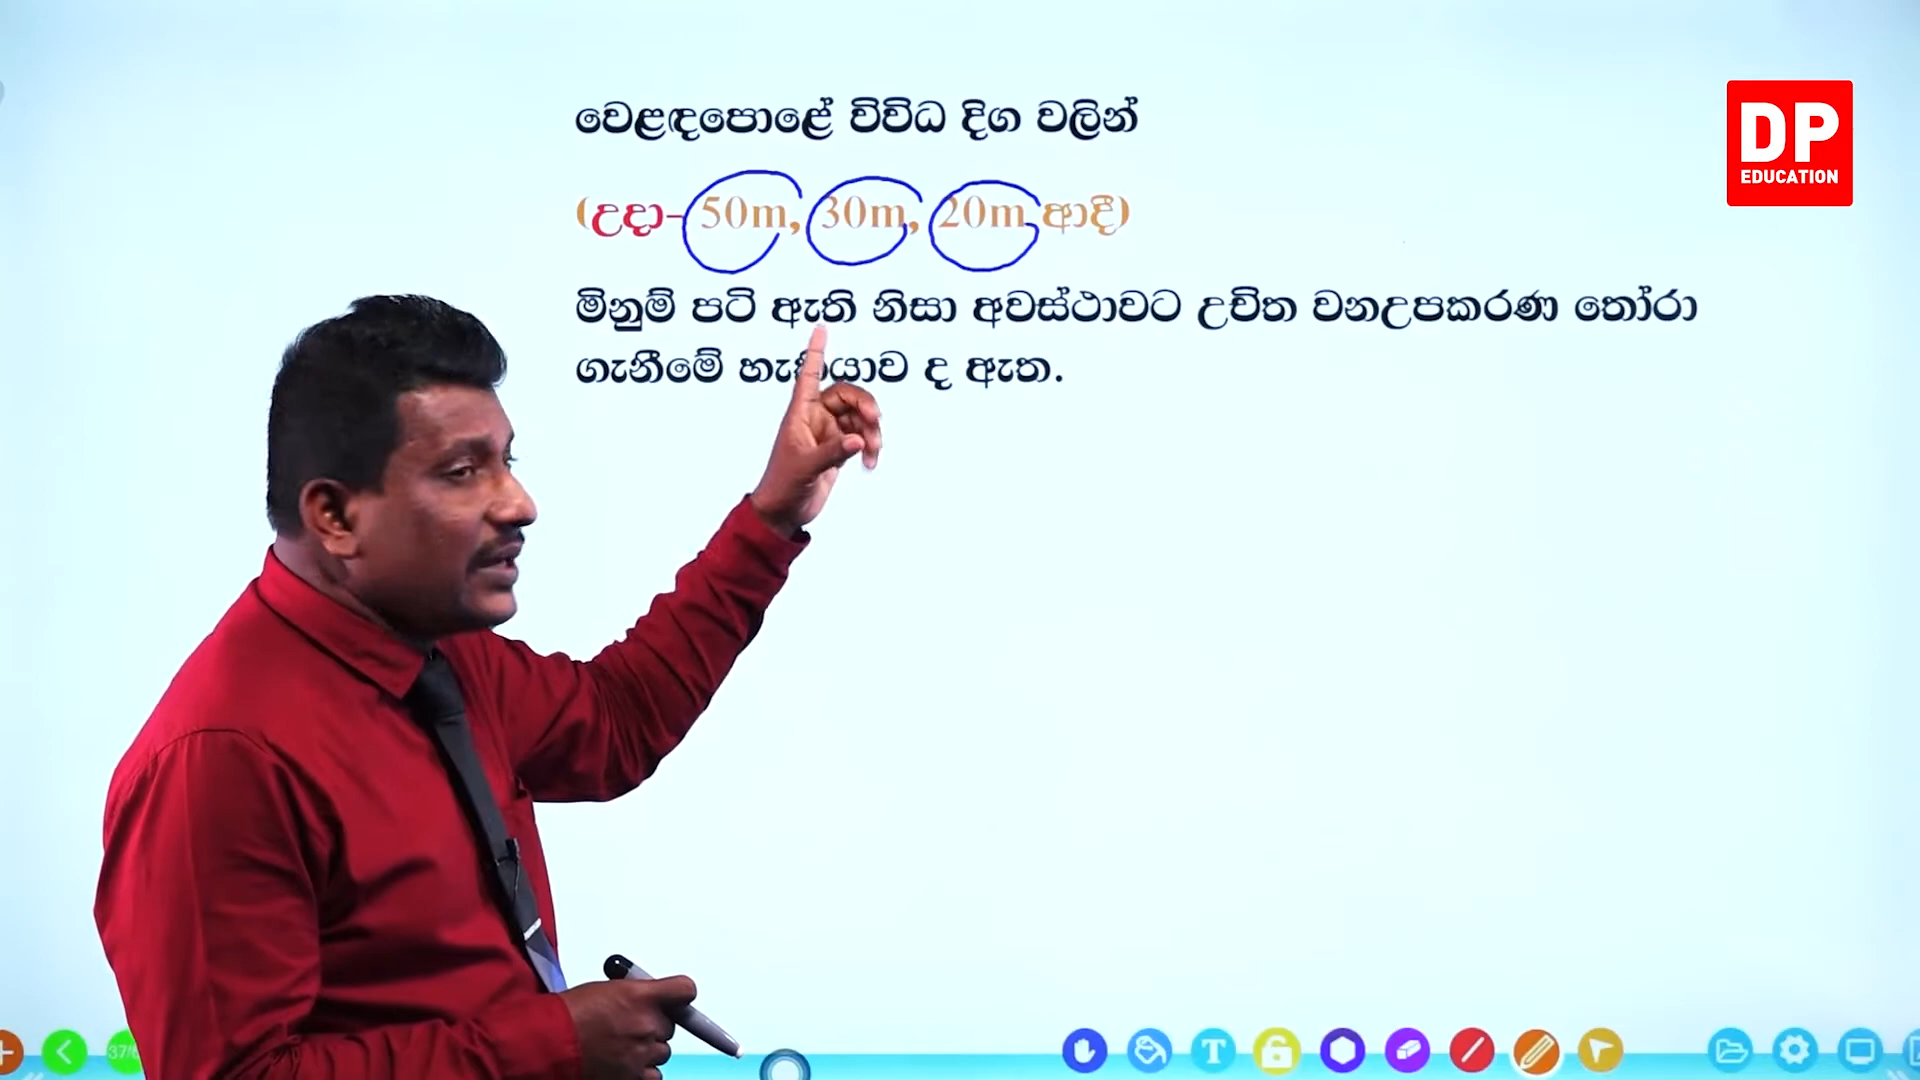 වෙළඳපොළේ විවිධ දිග වලින්
(උදා- 50m, 30m, 20m ආදී)
මිනුම් පටි ඇති නිසා අවස්ථාවට උචිත වනඋපකරණ තෝරා
ගැනීමේ ද ඇත.
DP
EDUCATION
T